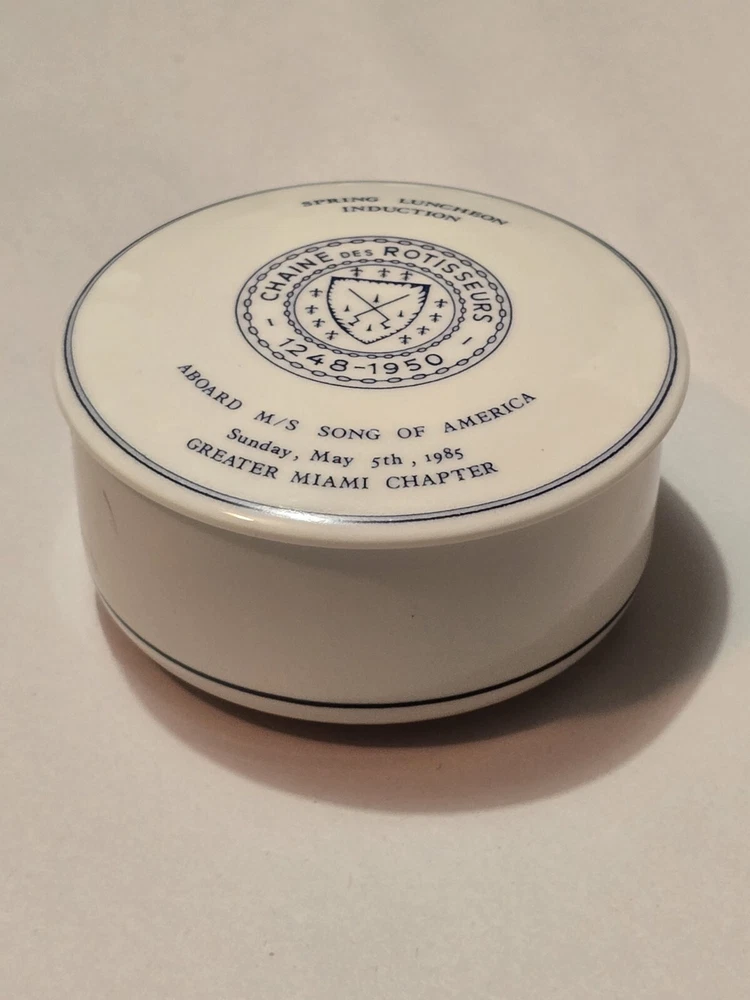 SPRING LUNCHEON
INDUCTION
CHAINE DES ROTISSEURS
- 1248-1950 -
ABOARD M/S SONG OF AMERICA
Sunday, May 5th, 1985
GREATER MIAMI CHAPTER